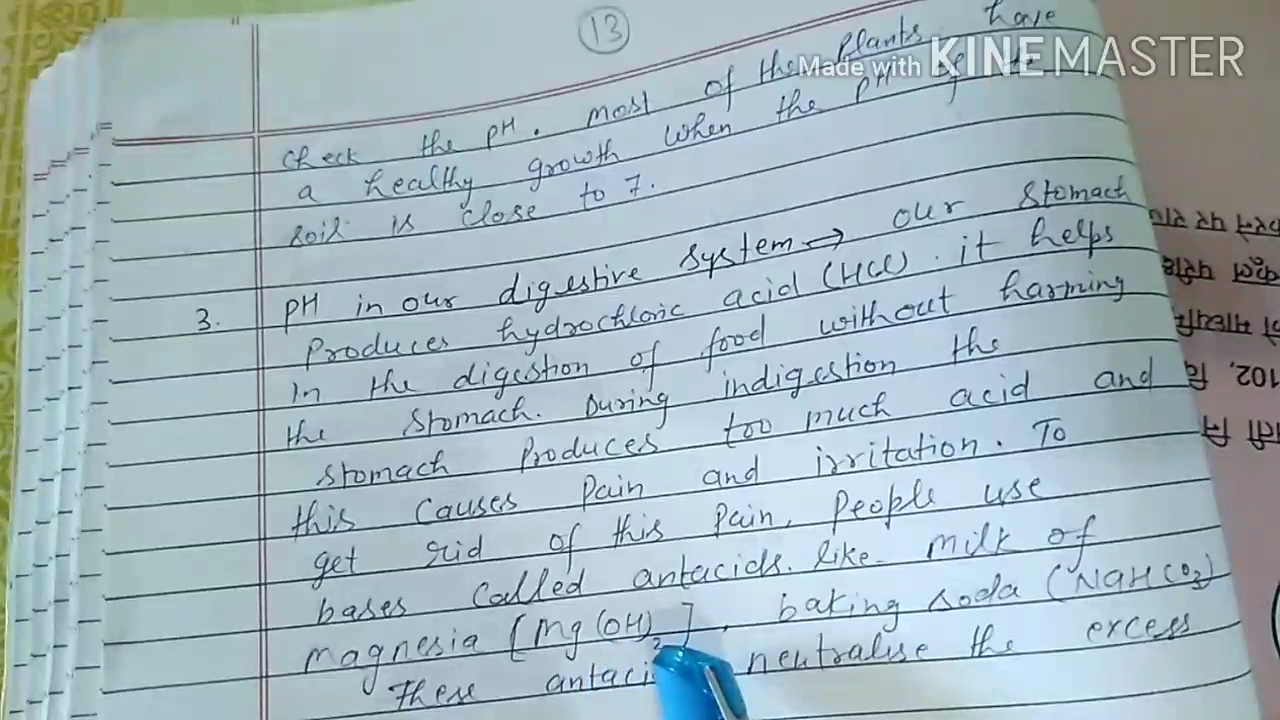 13
Made with KINEMASTER
check the pH. most of the plants have
a healthy growth when the pH of the
soil is close to 7.
3. pH in our digestive system → our stomach
produces hydrochloric acid (HCl). it helps
in the digestion of food without harming
the stomach. During indigestion the
stomach produces too much acid and
this causes pain and irritation. To
get rid of this pain, people use
bases called antacids. like milk of
magnesia [Mg(OH)2], baking soda (NaHCO3)
These antaci neutralise the excess
102,